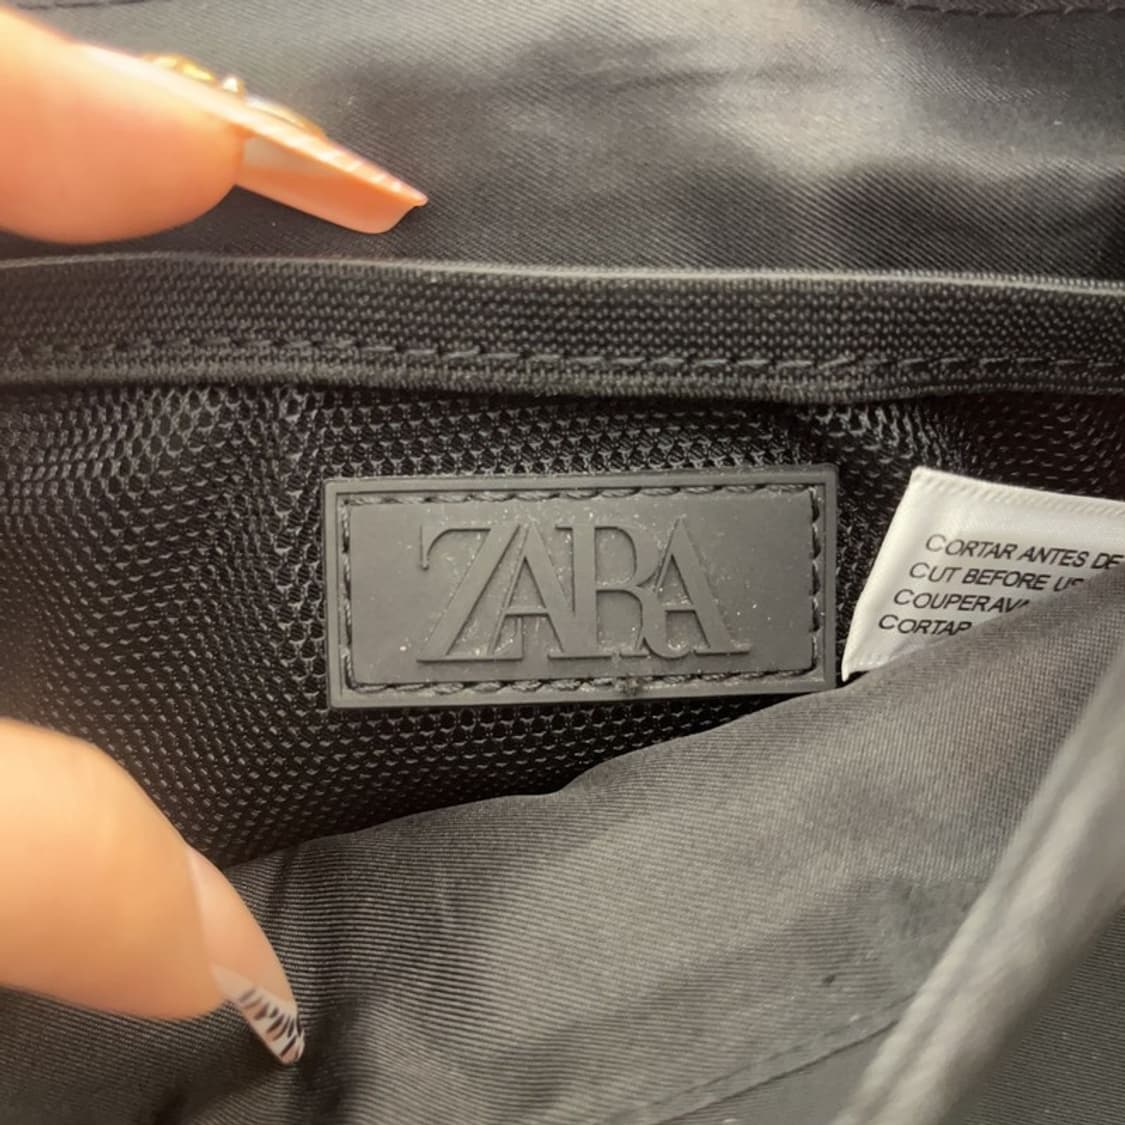 ZARA
CORTAR ANTES DE
CUT BEFORE
COUPER
CORTAR